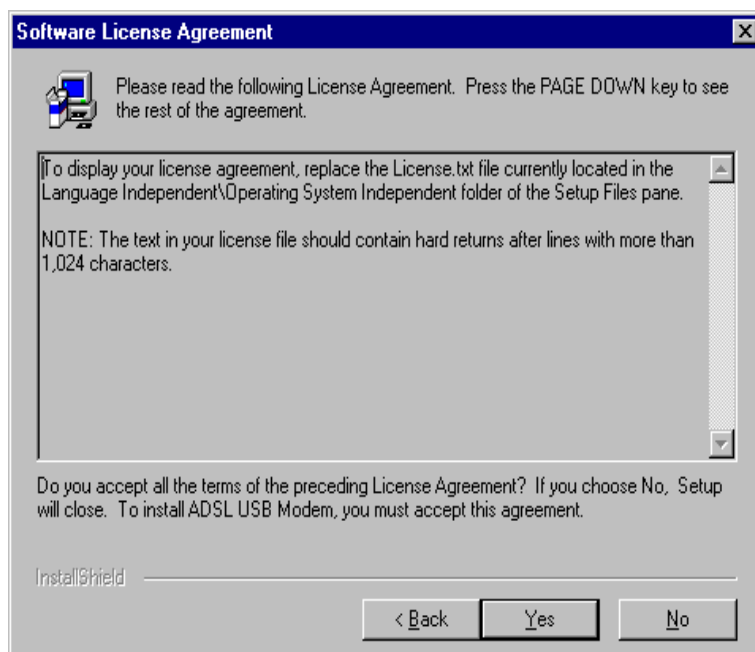 Software License Agreement
Please read the following License Agreement. Press the PAGE DOWN key to see
the rest of the agreement.
To display your license agreement, replace the License.txt file currently located in the
Language Independent\Operating System Independent folder of the Setup Files pane.
NOTE: The text in your license file should contain hard returns after lines with more than
1,024 characters.
Do you accept all the terms of the preceding License Agreement? If you choose No, Setup
will close. To install ADSL USB Modem, you must accept this agreement.
InstallShield
< Back
Yes
No